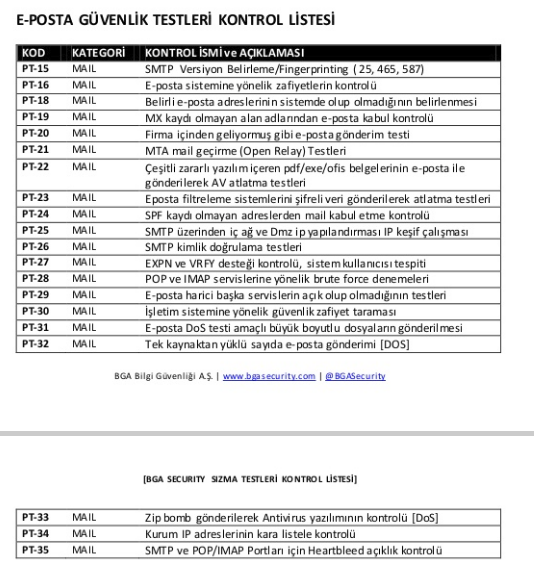 E-POSTA GÜVENLİK TESTLERİ KONTROL LİSTESİ
KOD KATEGORİ KONTROL İSMİ ve AÇIKLAMASI
PT-15 MAIL SMTP Versiyon Belirleme/Fingerprinting ( 25, 465, 587)
PT-16 MAIL E-posta sistemine yönelik zafiyetlerin kontrolü
PT-18 MAIL Belirli e-posta adreslerinin sistemde olup olmadığının belirlenmesi
PT-19 MAIL MX kaydı olmayan alan adlarından e-posta kabul kontrolü
PT-20 MAIL Firma içinden geliyormuş gibi e-posta gönderim testi
PT-21 MAIL MTA mail geçirme (Open Relay) Testleri
PT-22 MAIL Çeşitli zararlı yazılım içeren pdf/exe/ofis belgelerinin e-posta ile
gönderilerek AV atlatma testleri
PT-23 MAIL Eposta filtreleme sistemlerini şifreli veri gönderilerek atlatma testleri
PT-24 MAIL SPF kaydı olmayan adreslerden mail kabul etme kontrolü
PT-25 MAIL SMTP üzerinden iç ağ ve Dmz ip yapılandırması IP keşif çalışması
PT-26 MAIL SMTP kimlik doğrulama testleri
PT-27 MAIL EXPN ve VRFY desteği kontrolü, sistem kullanıcısı tespiti
PT-28 MAIL POP ve IMAP servislerine yönelik brute force denemeleri
PT-29 MAIL E-posta harici başka servislerin açık olup olmadığının testleri
PT-30 MAIL İşletim sistemine yönelik güvenlik zafiyet taraması
PT-31 MAIL E-posta DoS testi amaçlı büyük boyutlu dosyaların gönderilmesi
PT-32 MAIL Tek kaynaktan yüklü sayıda e-posta gönderimi [DOS]
BGA Bilgi Güvenliği A.Ş. | www.bgasecurity.com | @BGASecurity
[BGA SECURITY SIZMA TESTLERİ KONTROL LİSTESİ]
PT-33 MAIL Zip bomb gönderilerek Antivirus yazılımının kontrolü [DoS]
PT-34 MAIL Kurum IP adreslerinin kara listele kontrolü
PT-35 MAIL SMTP ve POP/IMAP Portları için Heartbleed açıklık kontrolü